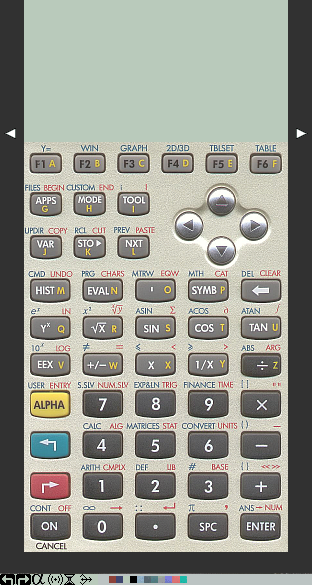 Y= WIN GRAPH 2D/3D TBLSET TABLE
F1 A F2 B F3 C F4 D F5 E F6 F
FILES BEGIN CUSTOM END i I
APPS G MODE H TOOL I
UPDIR COPY RCL CUT PREV PASTE
VAR J STO▶ K NXT L
CMD UNDO PRG CHARS MTRW EQW MTH CAT DEL CLEAR
HIST M EVAL N ' O SYMB P ←
eˣ LN x² ˣ√y ASIN Σ ACOS ∂ ATAN ∫
Yˣ Q √X R SIN S COS T TAN U
10ˣ LOG ≠ = ≤ < ≥ > ABS ARG
EEX V +/− W X X 1/X Y ÷ Z
USER ENTRY S.SLV NUM.SLV EXP&LN TRIG FINANCE TIME [ ] " "
ALPHA 7 8 9 ×
CALC ALG MATRICES STAT CONVERT UNITS ( ) _
4 5 6 −
ARITH CMPLX DEF LIB # BASE { } << >>
1 2 3 +
CONT OFF ∞ → : : ↵ π , ANS → NUM
ON 0 • SPC ENTER
CANCEL